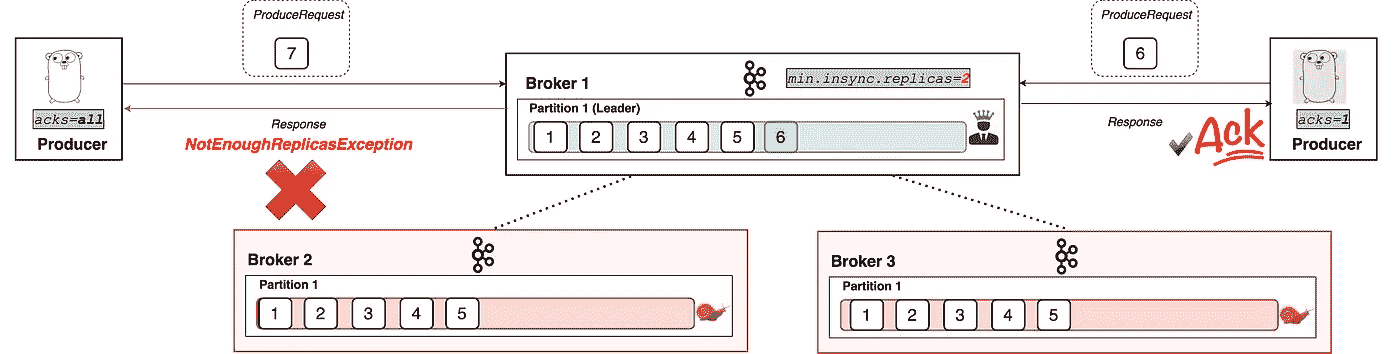 ProduceRequest
7
acks=all
Producer
Response
NotEnoughReplicasException
Broker 1
min.insync.replicas=2
Partition 1 (Leader)
1 2 3 4 5 6
ProduceRequest
6
Response
Ack
acks=1
Producer
Broker 2
Partition 1
1 2 3 4 5
Broker 3
Partition 1
1 2 3 4 5